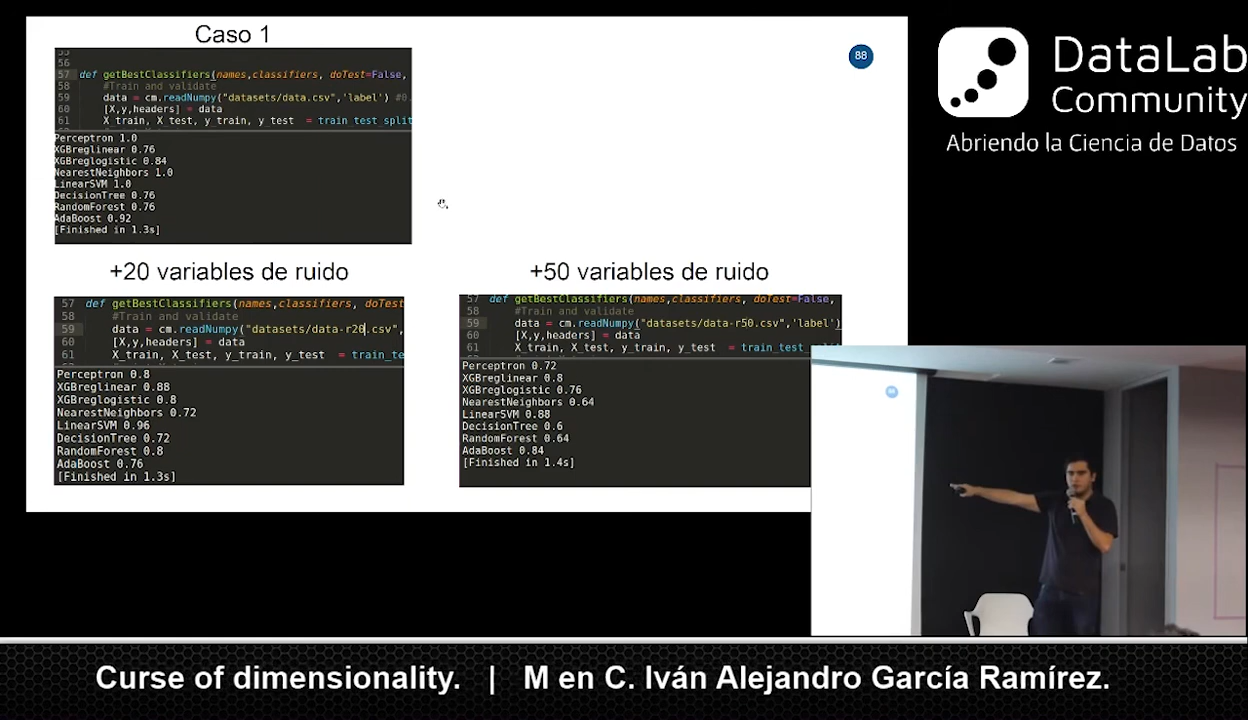 Caso 1
88
55
56
57 def getBestClassifiers(names,classifiers, doTest=False,
58 #Train and validate
59 data = cm.readNumpy("datasets/data.csv",'label') #0.
60 [X,y,headers] = data
61 X_train, X_test, y_train, y_test = train_test_split
Perceptron 1.0
XGBreglinear 0.76
XGBreglogistic 0.84
NearestNeighbors 1.0
LinearSVM 1.0
DecisionTree 0.76
RandomForest 0.76
AdaBoost 0.92
[Finished in 1.3s]
+20 variables de ruido
57 def getBestClassifiers(names,classifiers, doTest
58 #Train and validate
59 data = cm.readNumpy("datasets/data-r20.csv",
60 [X,y,headers] = data
61 X_train, X_test, y_train, y_test = train_te
Perceptron 0.8
XGBreglinear 0.88
XGBreglogistic 0.8
NearestNeighbors 0.72
LinearSVM 0.96
DecisionTree 0.72
RandomForest 0.8
AdaBoost 0.76
[Finished in 1.3s]
+50 variables de ruido
57 def getBestClassifiers(names,classifiers, doTest=False,
58 #Train and validate
59 data = cm.readNumpy("datasets/data-r50.csv",'label')
60 [X,y,headers] = data
61 X_train, X_test, y_train, y_test = train_test_spli
Perceptron 0.72
XGBreglinear 0.8
XGBreglogistic 0.76
NearestNeighbors 0.64
LinearSVM 0.88
DecisionTree 0.6
RandomForest 0.64
AdaBoost 0.84
[Finished in 1.4s]
DataLab
Community
Abriendo la Ciencia de Datos
Curse of dimensionality. | M en C. Iván Alejandro García Ramírez.